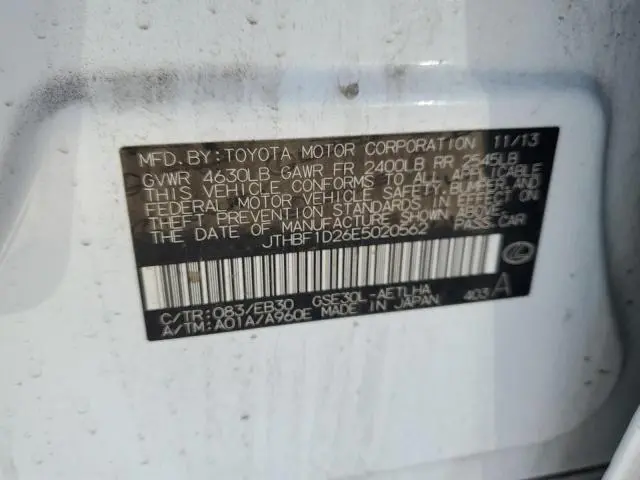 MFD. BY: TOYOTA MOTOR CORPORATION 11/13
GVWR 4630LB GAWR FR 2400LB RR 2545LB
THIS VEHICLE CONFORMS TO ALL APPLICABLE
FEDERAL MOTOR VEHICLE SAFETY, BUMPER, AND
THEFT PREVENTION STANDARDS IN EFFECT ON
THE DATE OF MANUFACTURE SHOWN ABOVE.
JTHBF1D26E5020562 PASS CAR
C/TR: 083/EB30 GSE30L-AETLHA 403 A
A/TM: A01A/A960E MADE IN JAPAN